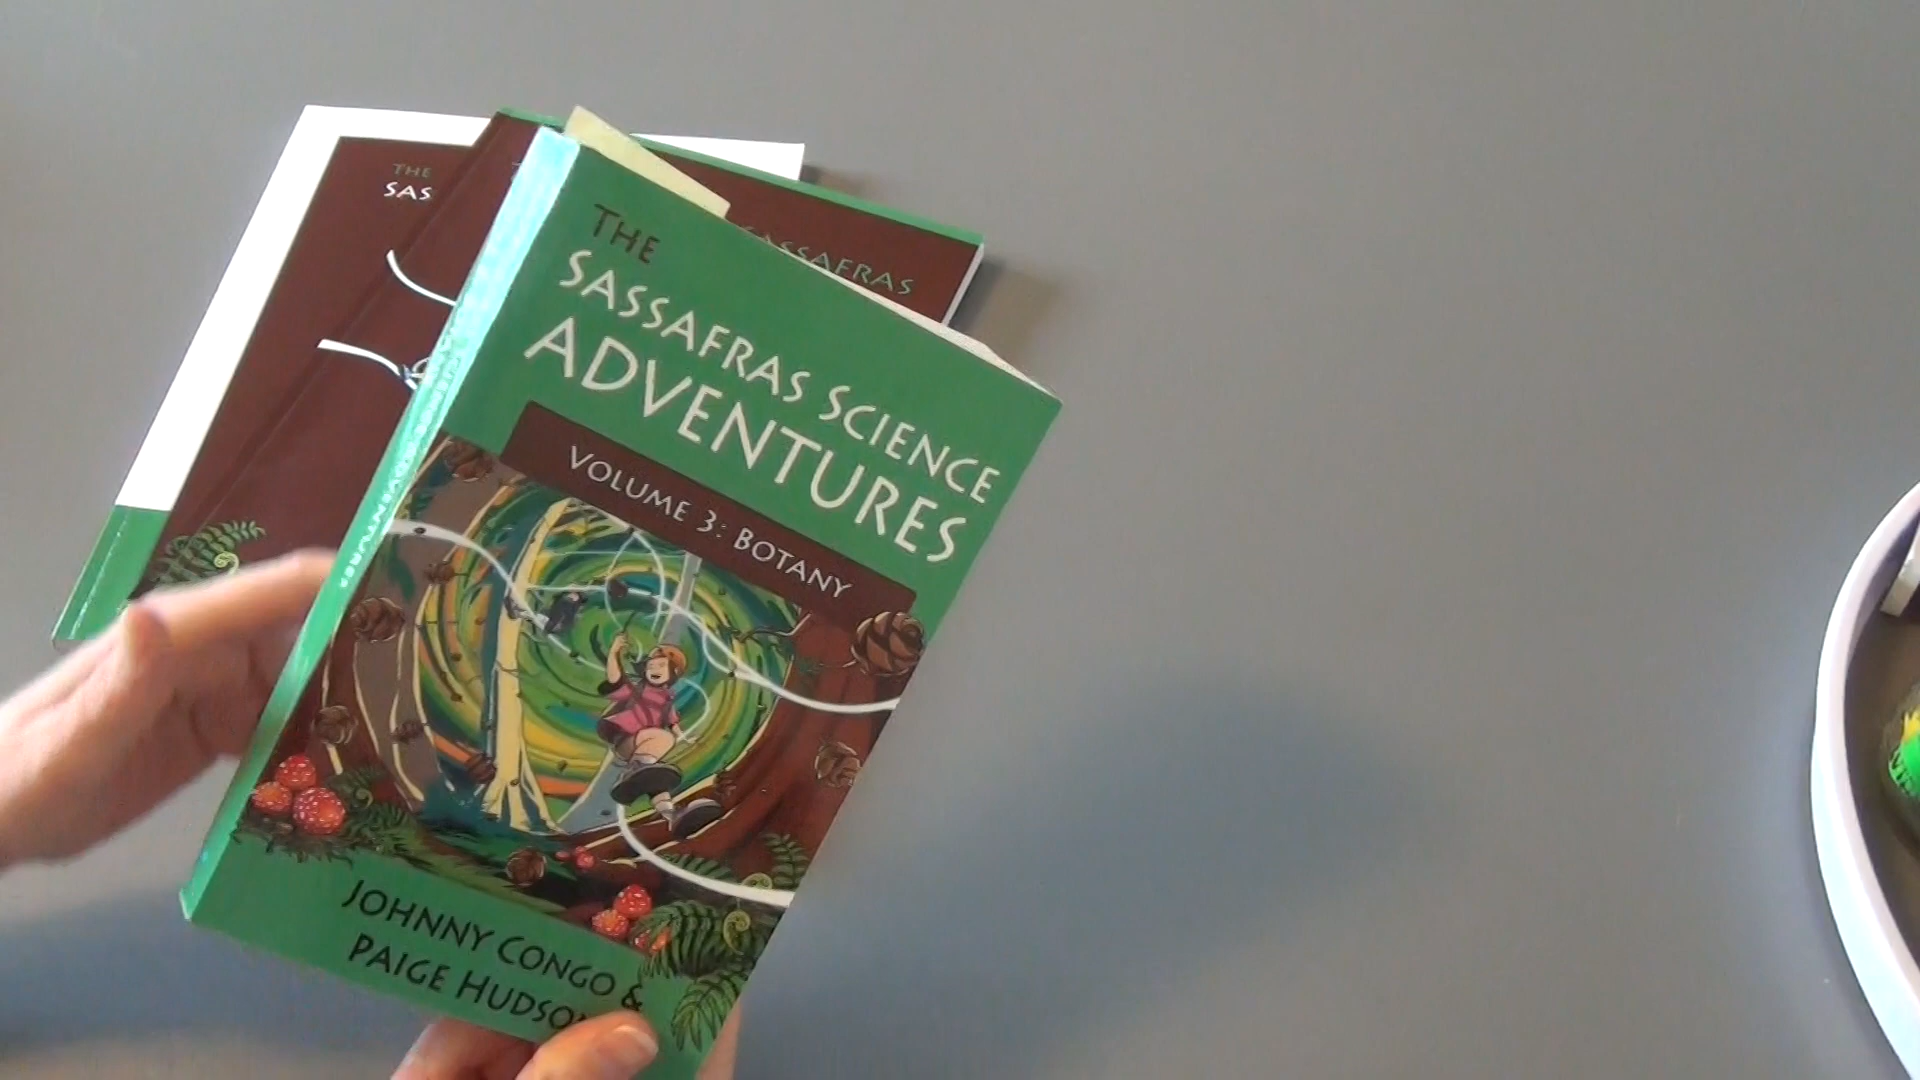 THE
SAS
SASSAFRAS
THE
SASSAFRAS SCIENCE
ADVENTURES
VOLUME 3: BOTANY
JOHNNY CONGO &
PAIGE HUDSON